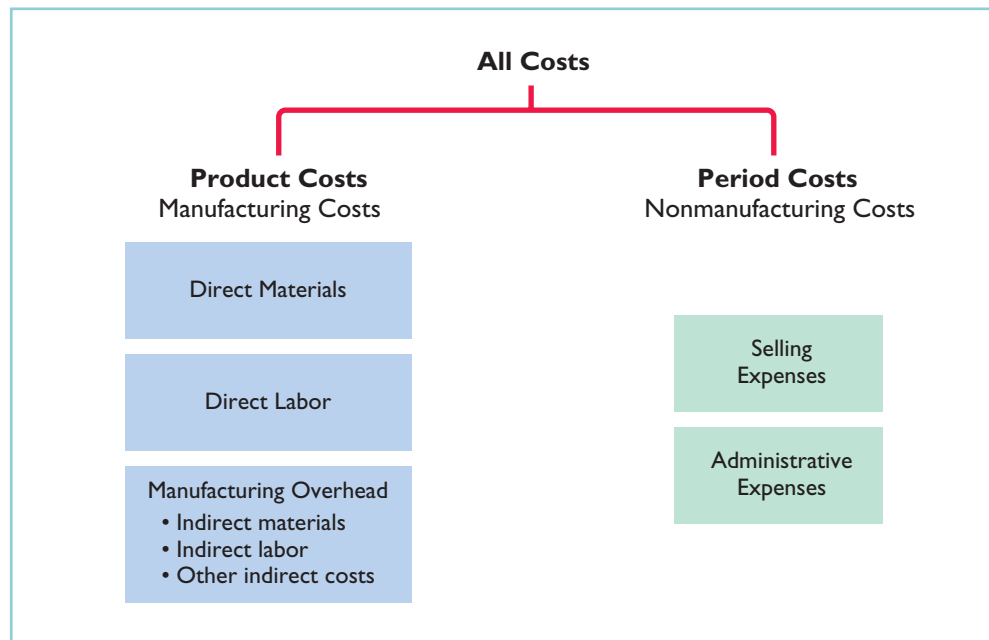 All Costs
Product Costs
Manufacturing Costs
Direct Materials
Direct Labor
Manufacturing Overhead
• Indirect materials
• Indirect labor
• Other indirect costs
Period Costs
Nonmanufacturing Costs
Selling
Expenses
Administrative
Expenses